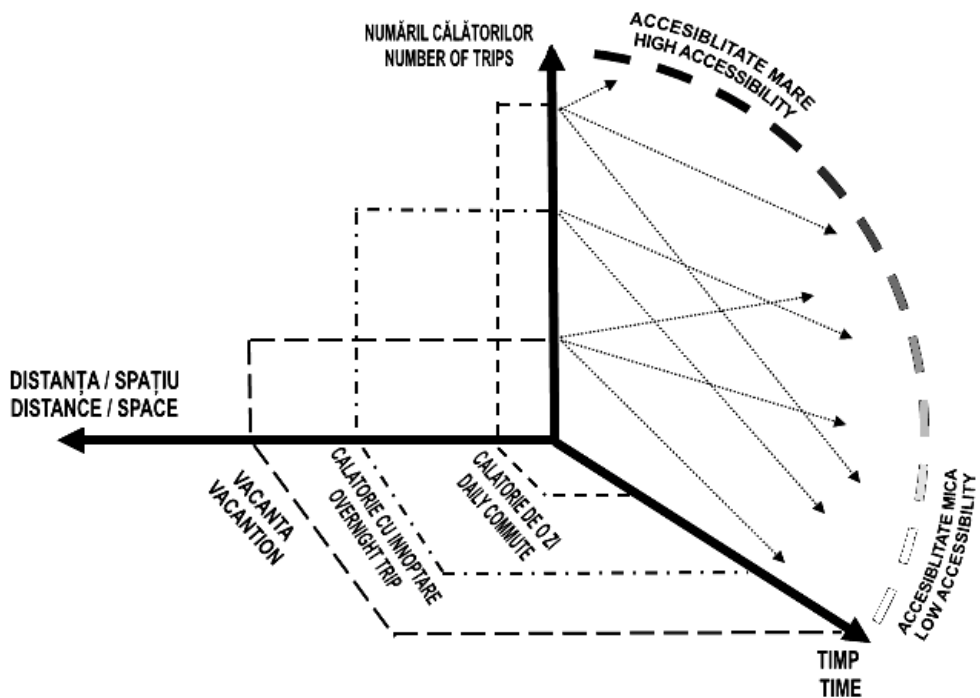 NUMĂRIL CĂLĂTORILOR
NUMBER OF TRIPS
ACCESIBLITATE MARE
HIGH ACCESSIBILITY
DISTANȚA / SPAȚIU
DISTANCE / SPACE
VACANTA
VACANTION
CALATORIE CU INNOPTARE
OVERNIGHT TRIP
CALATORIE DE O ZI
DAILY COMMUTE
ACCESIBLITATE MICA
LOW ACCESSIBILITY
TIMP
TIME